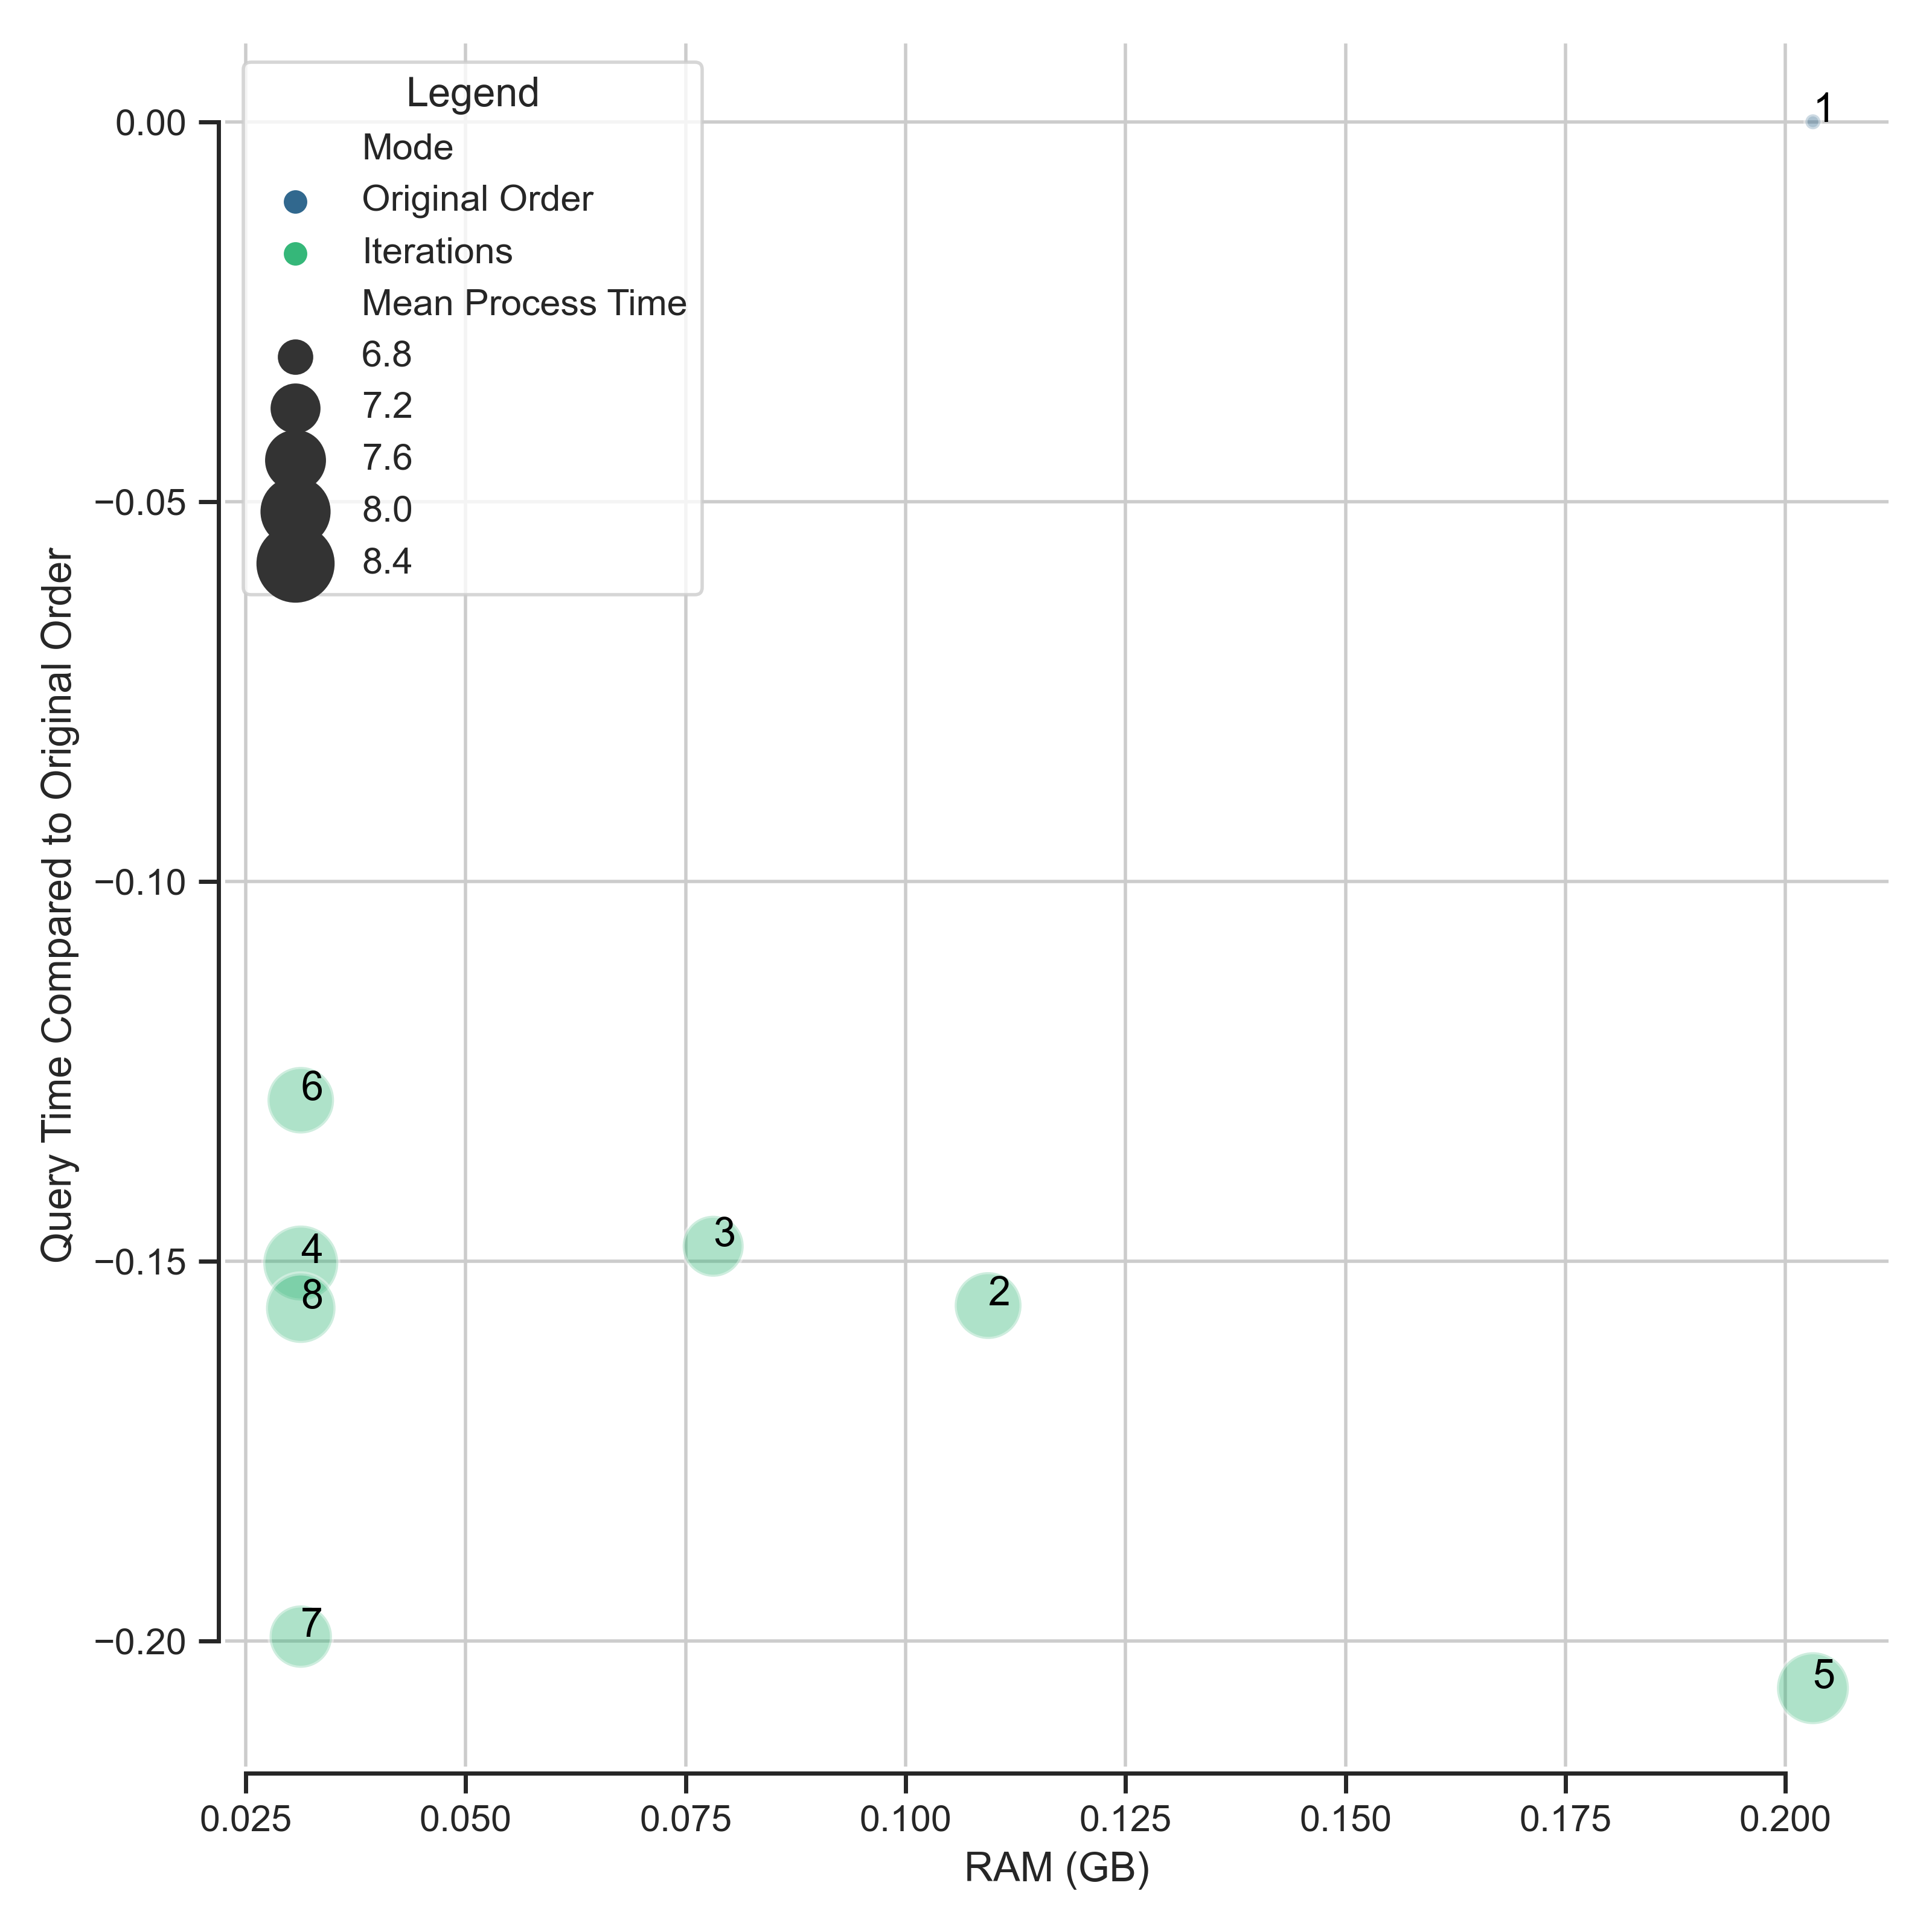 Legend
Mode
Original Order
Iterations
Mean Process Time
6.8
7.2
7.6
8.0
8.4
Query Time Compared to Original Order
0.00
−0.05
−0.10
−0.15
−0.20
1
6
3
4
2
8
7
5
0.025 0.050 0.075 0.100 0.125 0.150 0.175 0.200
RAM (GB)